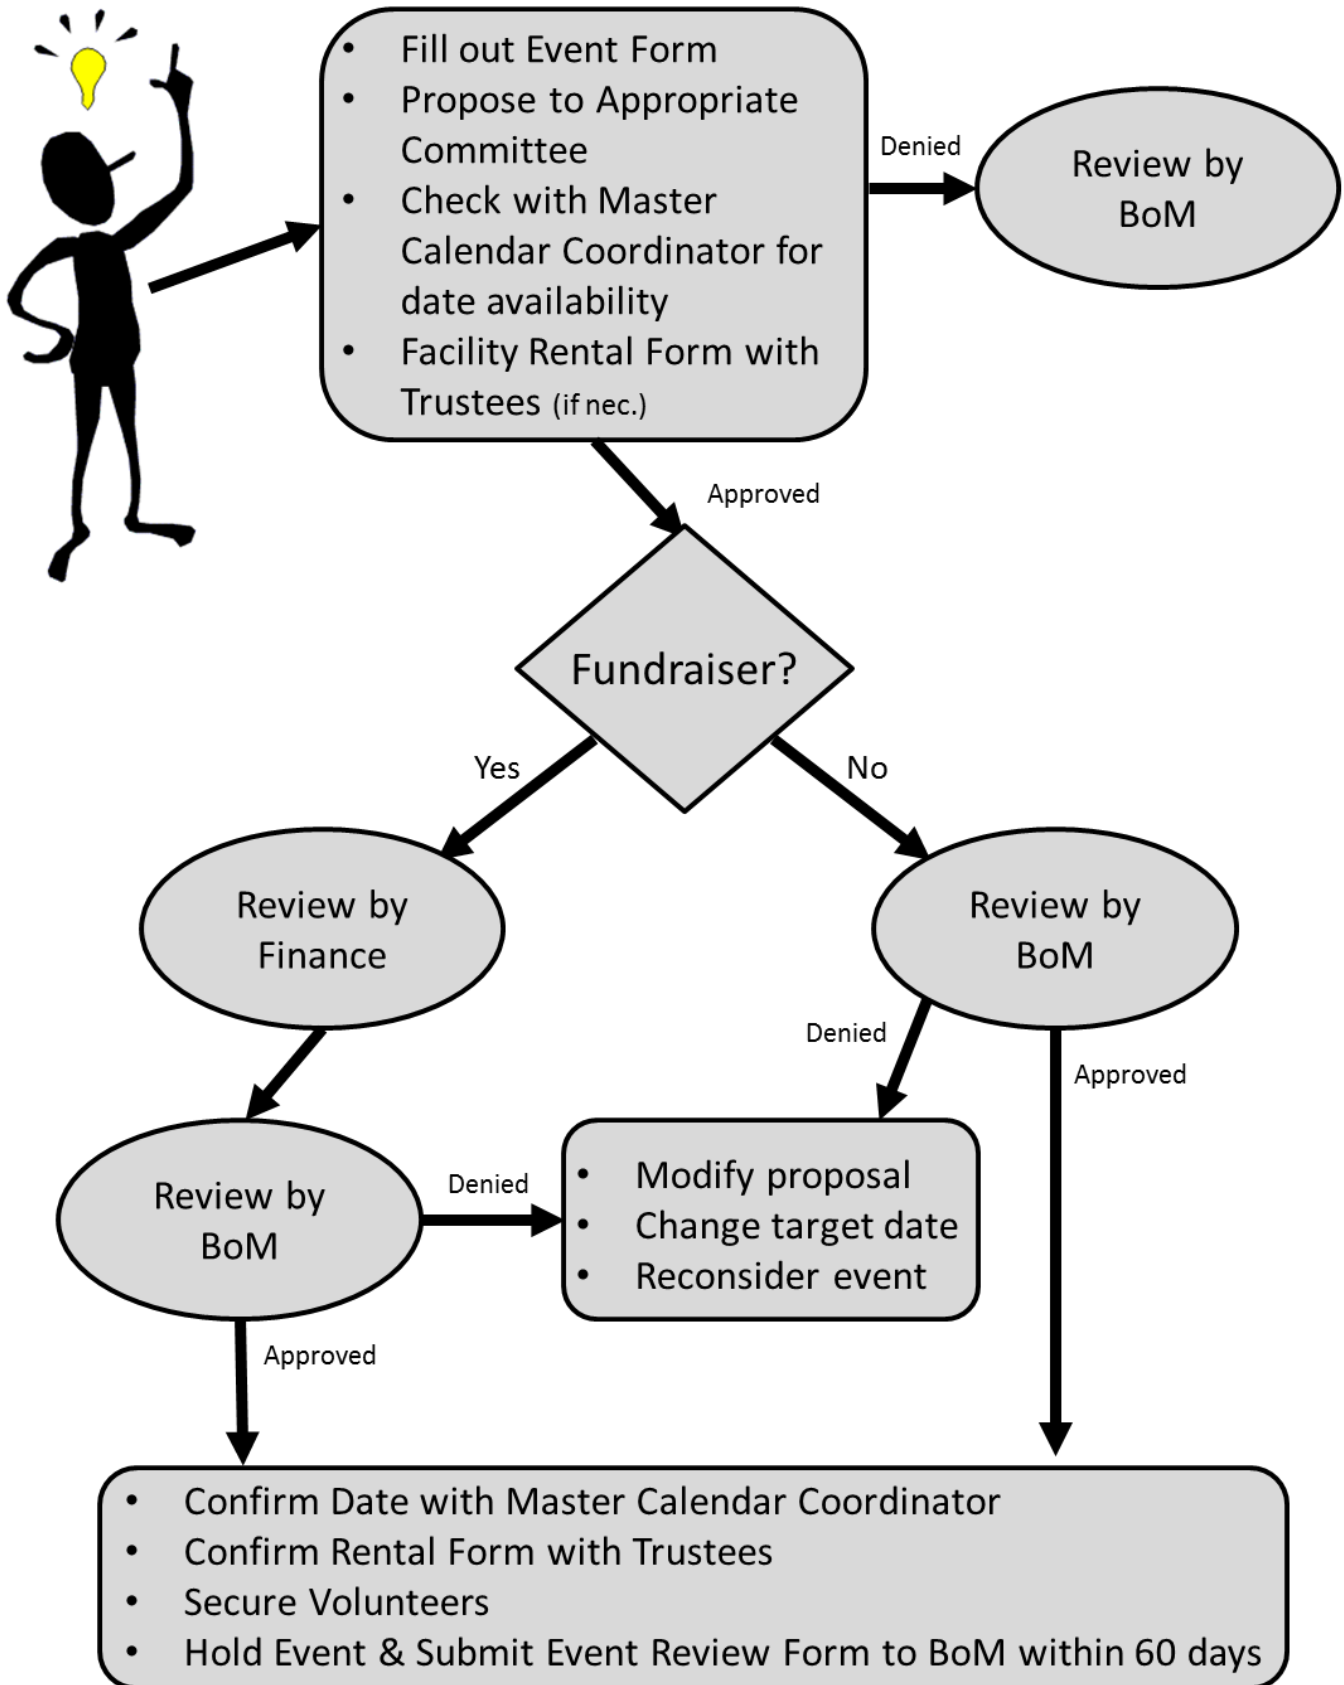 • Fill out Event Form
• Propose to Appropriate
Committee
• Check with Master
Calendar Coordinator for
date availability
• Facility Rental Form with
Trustees (if nec.)
Denied
Review by
BoM
Approved
Fundraiser?
Yes
No
Review by
Finance
Review by
BoM
Denied
Approved
Review by
BoM
Denied
• Modify proposal
• Change target date
• Reconsider event
Approved
• Confirm Date with Master Calendar Coordinator
• Confirm Rental Form with Trustees
• Secure Volunteers
• Hold Event & Submit Event Review Form to BoM within 60 days